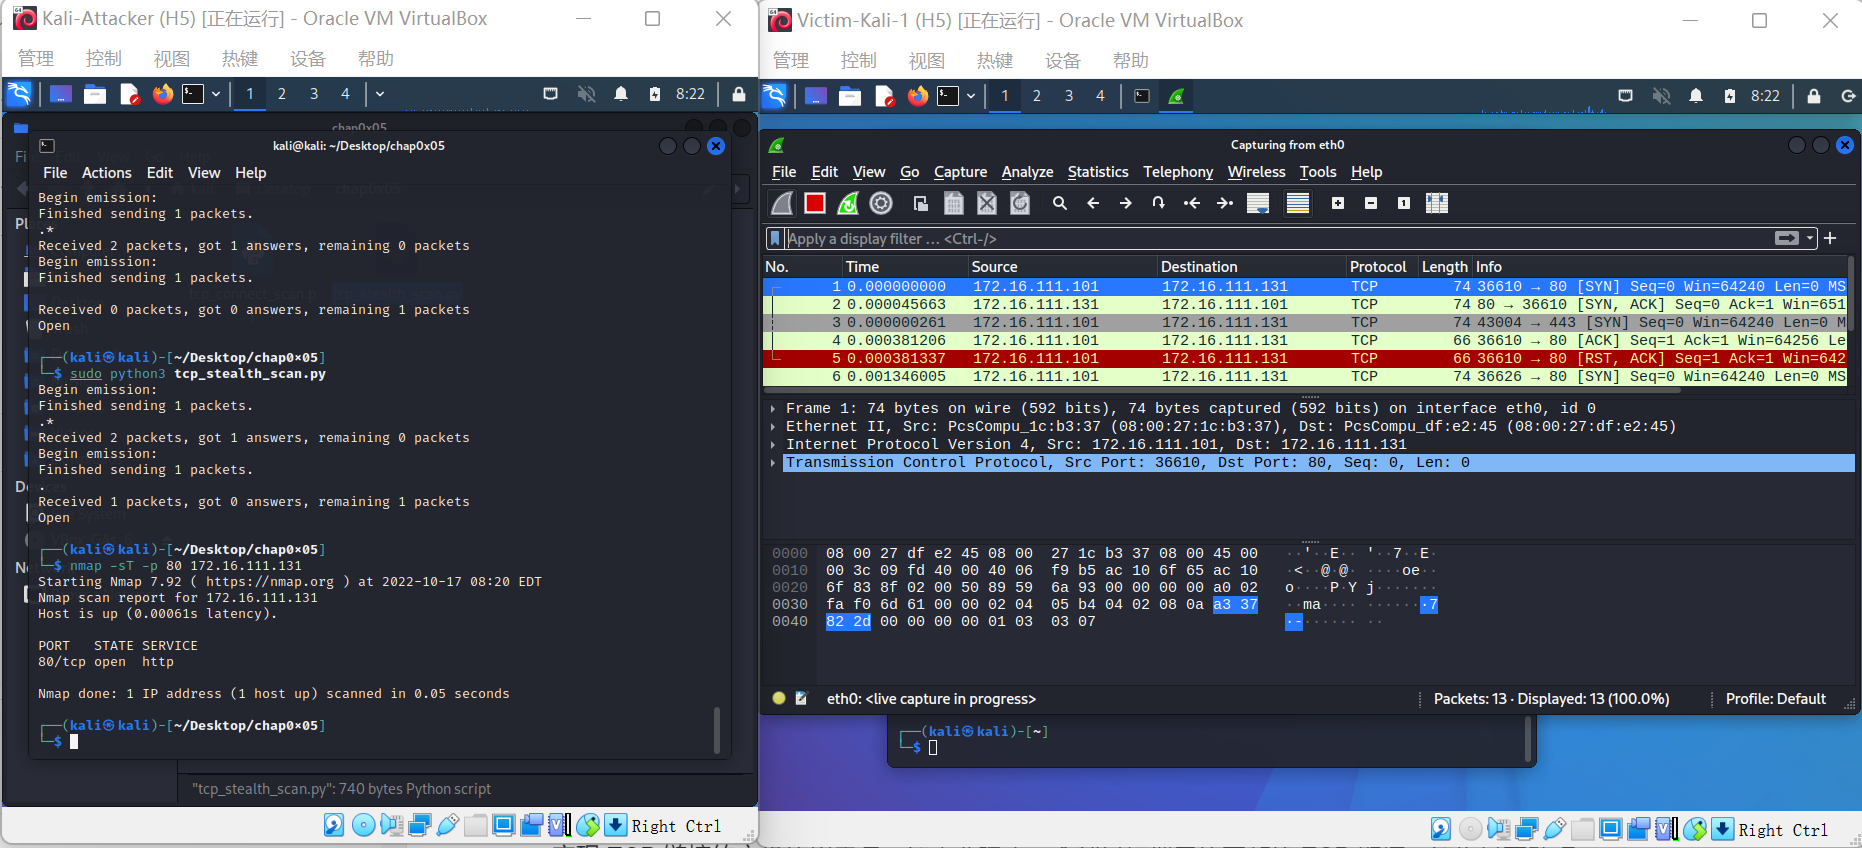 Kali-Attacker (H5) [正在运行] - Oracle VM VirtualBox
管理 控制 视图 热键 设备 帮助
1 2 3 4 8:22
chap0x05
kali@kali: ~/Desktop/chap0x05
File Actions Edit View Help
Begin emission:
Finished sending 1 packets.
.*
Received 2 packets, got 1 answers, remaining 0 packets
Begin emission:
Finished sending 1 packets.
Received 0 packets, got 0 answers, remaining 1 packets
Open
┌──(kali㉿kali)-[~/Desktop/chap0×05]
└─$ sudo python3 tcp_stealth_scan.py
Begin emission:
Finished sending 1 packets.
.*
Received 2 packets, got 1 answers, remaining 0 packets
Begin emission:
Finished sending 1 packets.
.
Received 1 packets, got 0 answers, remaining 1 packets
Open
┌──(kali㉿kali)-[~/Desktop/chap0×05]
└─$ nmap -sT -p 80 172.16.111.131
Starting Nmap 7.92 ( https://nmap.org ) at 2022-10-17 08:20 EDT
Nmap scan report for 172.16.111.131
Host is up (0.00061s latency).
PORT STATE SERVICE
80/tcp open http
Nmap done: 1 IP address (1 host up) scanned in 0.05 seconds
┌──(kali㉿kali)-[~/Desktop/chap0×05]
└─$
"tcp_stealth_scan.py": 740 bytes Python script
Right Ctrl
Victim-Kali-1 (H5) [正在运行] - Oracle VM VirtualBox
管理 控制 视图 热键 设备 帮助
1 2 3 4 8:22
Capturing from eth0
File Edit View Go Capture Analyze Statistics Telephony Wireless Tools Help
Apply a display filter … <Ctrl-/>
No. Time Source Destination Protocol Length Info
1 0.000000000 172.16.111.101 172.16.111.131 TCP 74 36610 → 80 [SYN] Seq=0 Win=64240 Len=0 MS
2 0.000045663 172.16.111.131 172.16.111.101 TCP 74 80 → 36610 [SYN, ACK] Seq=0 Ack=1 Win=651
3 0.000000261 172.16.111.101 172.16.111.131 TCP 74 43004 → 443 [SYN] Seq=0 Win=64240 Len=0 M
4 0.000381206 172.16.111.101 172.16.111.131 TCP 66 36610 → 80 [ACK] Seq=1 Ack=1 Win=64256 Le
5 0.000381337 172.16.111.101 172.16.111.131 TCP 66 36610 → 80 [RST, ACK] Seq=1 Ack=1 Win=642
6 0.001346005 172.16.111.101 172.16.111.131 TCP 74 36626 → 80 [SYN] Seq=0 Win=64240 Len=0 MS
Frame 1: 74 bytes on wire (592 bits), 74 bytes captured (592 bits) on interface eth0, id 0
Ethernet II, Src: PcsCompu_1c:b3:37 (08:00:27:1c:b3:37), Dst: PcsCompu_df:e2:45 (08:00:27:df:e2:45)
Internet Protocol Version 4, Src: 172.16.111.101, Dst: 172.16.111.131
Transmission Control Protocol, Src Port: 36610, Dst Port: 80, Seq: 0, Len: 0
0000 08 00 27 df e2 45 08 00 27 1c b3 37 08 00 45 00 ··'··E·· '··7··E·
0010 00 3c 09 fd 40 00 40 06 f9 b5 ac 10 6f 65 ac 10 ·<··@·@· ····oe··
0020 6f 83 8f 02 00 50 89 59 6a 93 00 00 00 00 a0 02 o····P·Y j·······
0030 fa f0 6d 61 00 00 02 04 05 b4 04 02 08 0a a3 37 ··ma···· ·······7
0040 82 2d 00 00 00 00 01 03 03 07 ·-······ ··
eth0: <live capture in progress> Packets: 13 · Displayed: 13 (100.0%) Profile: Default
┌──(kali㉿kali)-[~]
└─$
Right Ctrl